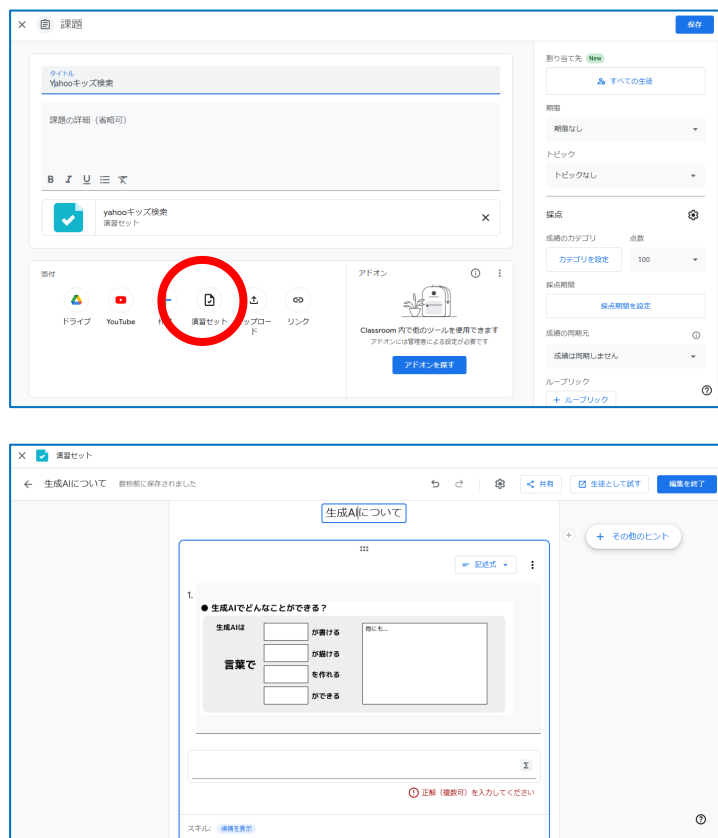 課題
保存
タイトル
Yahooキッズ検索
課題の詳細（省略可）
B I U
yahooキッズ検索
演習セット
添付
ドライブ
YouTube
演習セット
アップロード
リンク
アドオン
Classroom 内で他のツールを使用できます
アドオンには管理者による設定が必要です
アドオンを探す
割り当て先 New
すべての生徒
期限
期限なし
トピック
トピックなし
採点
成績のカテゴリ 点数
カテゴリを設定 100
採点期間
採点期間を設定
成績の同期元
成績は同期しません
ルーブリック
+ ルーブリック
演習セット
生成AIについて 数秒前に保存されました
共有
生徒として試す
編集を終了
生成AIについて
+ その他のヒント
記述式
1.
● 生成AIでどんなことができる？
生成AIは
言葉で
が書ける
が描ける
を作れる
ができる
他にも...
Σ
正解（複数可）を入力してください
スキル: 候補を表示